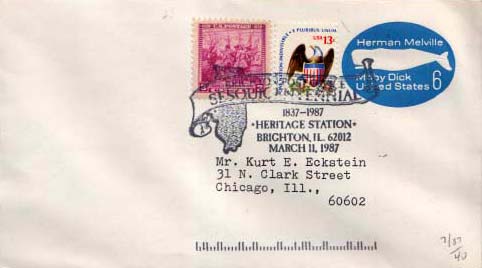 U.S. POSTAGE
E PLURIBUS UNUM
USA 13c
Herman Melville
Moby Dick
United States 6
SESQUICENTENNIAL
1837-1987
•HERITAGE STATION•
BRIGHTON, IL 62012
MARCH 11, 1987
Mr. Kurt E. Eckstein
31 N. Clark Street
Chicago, Ill.,
60602